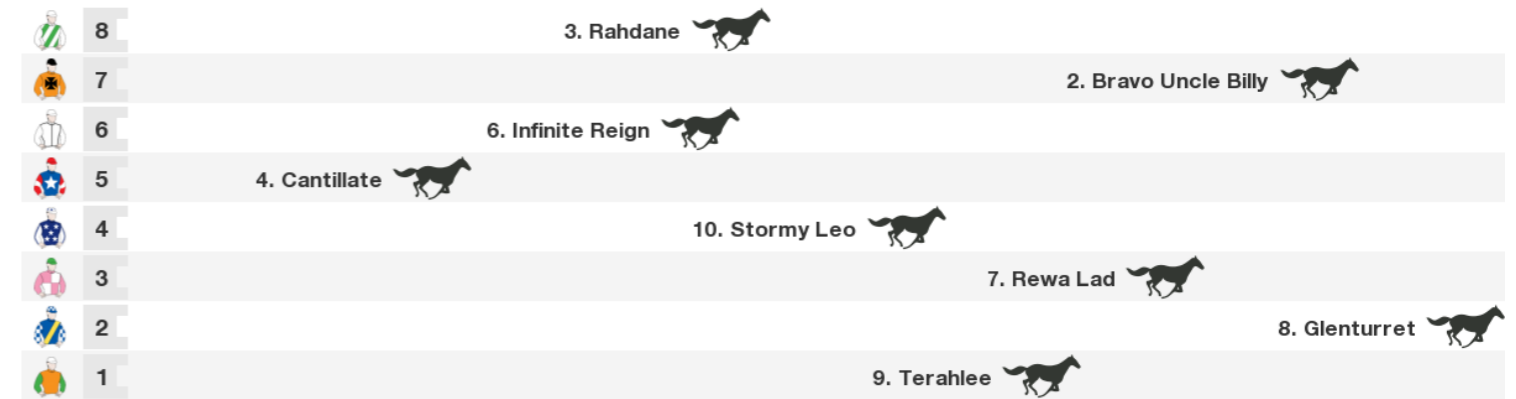 8 3. Rahdane
7 2. Bravo Uncle Billy
6 6. Infinite Reign
5 4. Cantillate
4 10. Stormy Leo
3 7. Rewa Lad
2 8. Glenturret
1 9. Terahlee